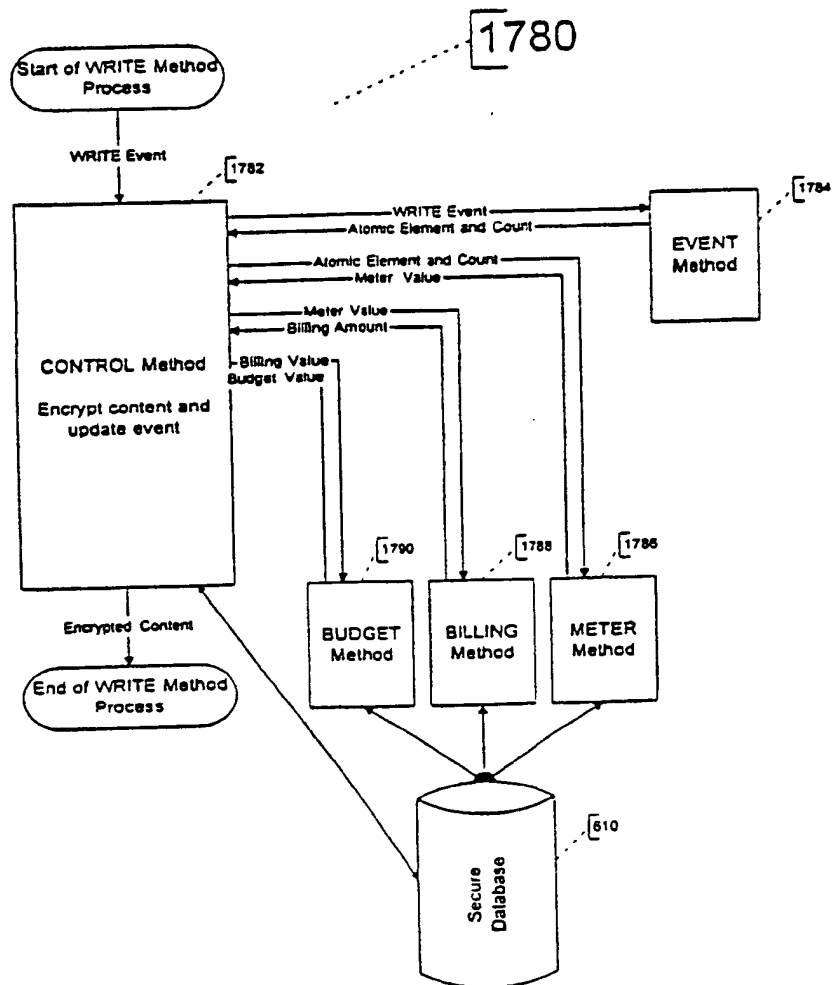 1780
Start of WRITE Method
Process
WRITE Event
1782
WRITE Event
Atomic Element and Count
1784
EVENT
Method
Atomic Element and Count
Meter Value
Meter Value
Billing Amount
Billing Value
Budget Value
CONTROL Method
Encrypt content and
update event
1790
1788
1786
BUDGET
Method
BILLING
Method
METER
Method
Encrypted Content
End of WRITE Method
Process
610
Secure
Database